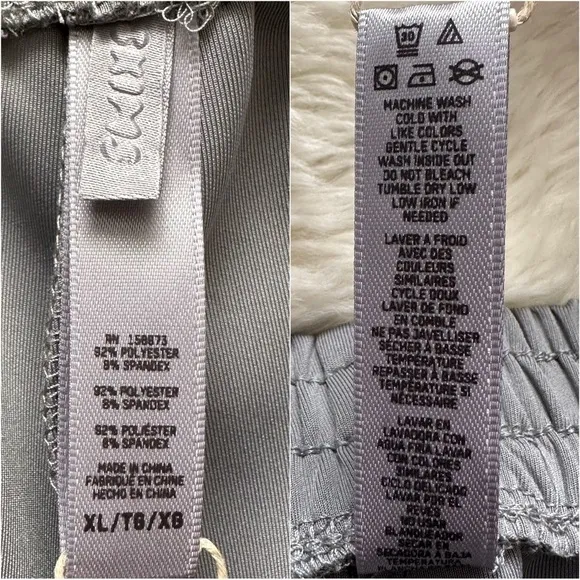 SKIMS
RN 158873
92% POLYESTER
8% SPANDEX
92% POLYESTER
8% SPANDEX
92% POLIÉSTER
8% SPANDEX
MADE IN CHINA
FABRIQUÉ EN CHINE
HECHO EN CHINA
XL/TG/XG
30
MACHINE WASH
COLD WITH
LIKE COLORS
GENTLE CYCLE
WASH INSIDE OUT
DO NOT BLEACH
TUMBLE DRY LOW
LOW IRON IF
NEEDED
LAVER À FROID
AVEC DES
COULEURS
SIMILAIRES
CYCLE DOUX
LAVER DE FOND
EN COMBLE
NE PAS JAVELLISER
SÉCHER À BASSE
TEMPÉRATURE
REPASSER À BASSE
TEMPÉRATURE SI
NÉCESSAIRE
LAVAR EN
LAVADORA CON
AGUA FRÍA LAVAR
CON COLORES
SIMILARES
CICLO DELICADO
LAVAR POR EL
REVÉS
NO USAR
BLANQUEADOR
SECAR EN
SECADORA A BAJA
TEMPERATURA